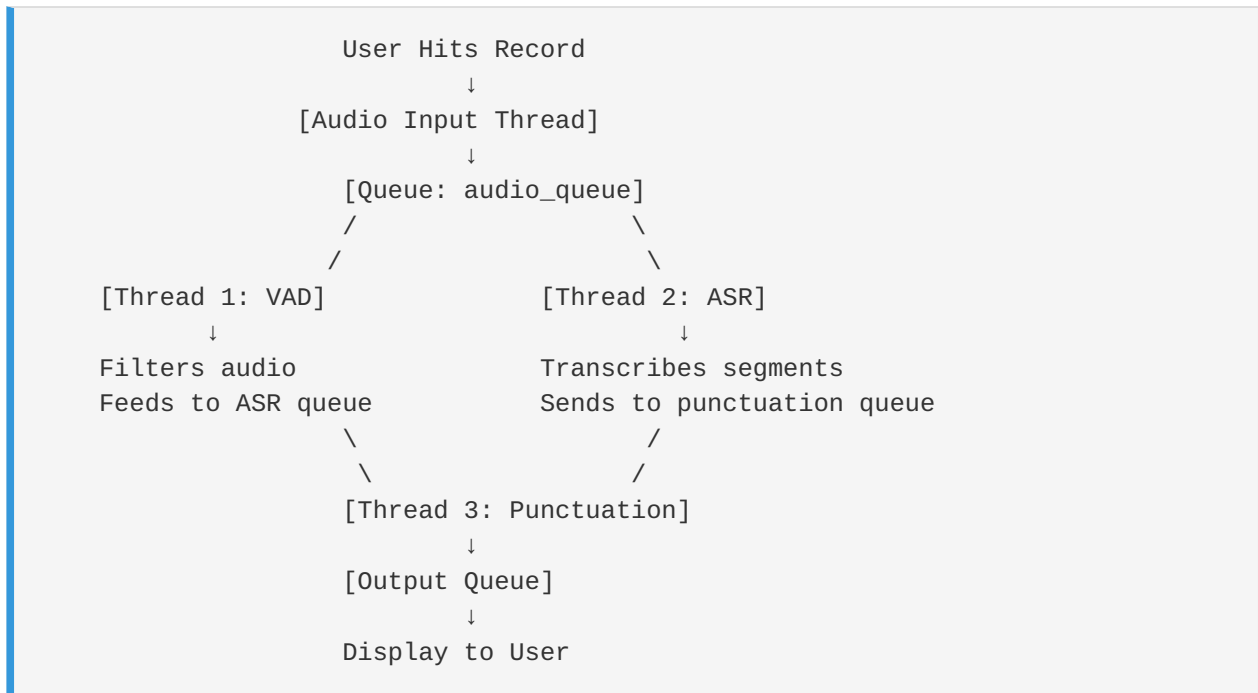 User Hits Record
↓
[Audio Input Thread]
↓
[Queue: audio_queue]
/ \
/ \
[Thread 1: VAD] [Thread 2: ASR]
↓ ↓
Filters audio Transcribes segments
Feeds to ASR queue Sends to punctuation queue
\ /
\ /
[Thread 3: Punctuation]
↓
[Output Queue]
↓
Display to User